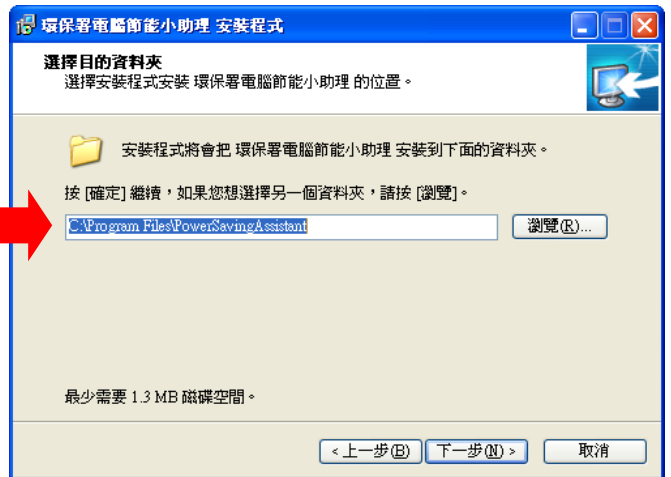 環保署電腦節能小助理 安裝程式
選擇目的資料夾
選擇安裝程式安裝 環保署電腦節能小助理 的位置。
安裝程式將會把 環保署電腦節能小助理 安裝到下面的資料夾。
按 [確定] 繼續，如果您想選擇另一個資料夾，請按 [瀏覽]。
C:\Program Files\PowerSavingAssistant
瀏覽(R)...
最少需要 1.3 MB 磁碟空間。
<上一步(B) 下一步(N) > 取消